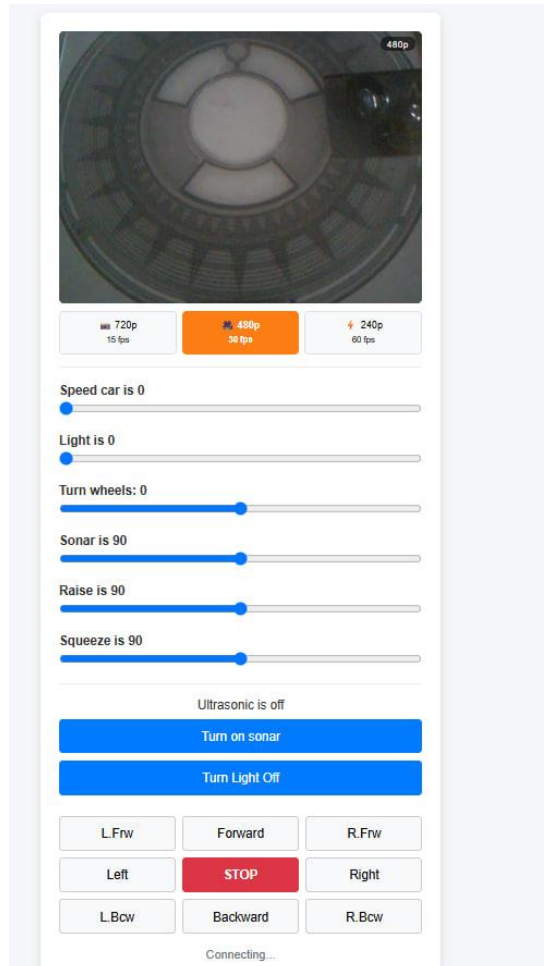 480p
720p
15 fps
480p
30 fps
240p
60 fps
Speed car is 0
Light is 0
Turn wheels: 0
Sonar is 90
Raise is 90
Squeeze is 90
Ultrasonic is off
Turn on sonar
Turn Light Off
L.Frw Forward R.Frw
Left STOP Right
L.Bcw Backward R.Bcw
Connecting...